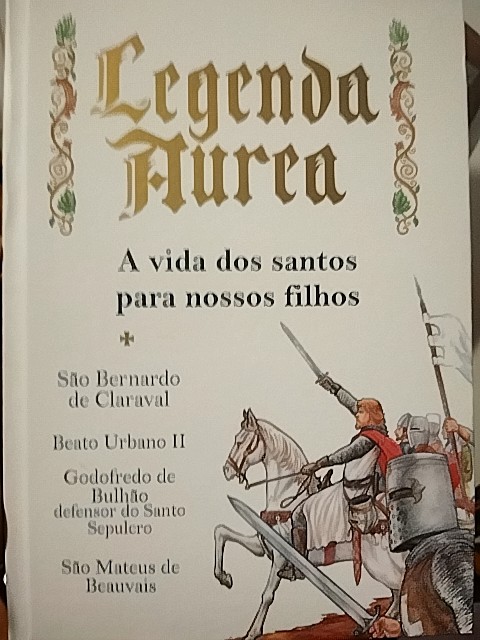 Legenda
Aurea
A vida dos santos
para nossos filhos
São Bernardo
de Claraval
Beato Urbano II
Godofredo de
Bulhão
defensor do Santo
Sepulcro
São Mateus de
Beauvais